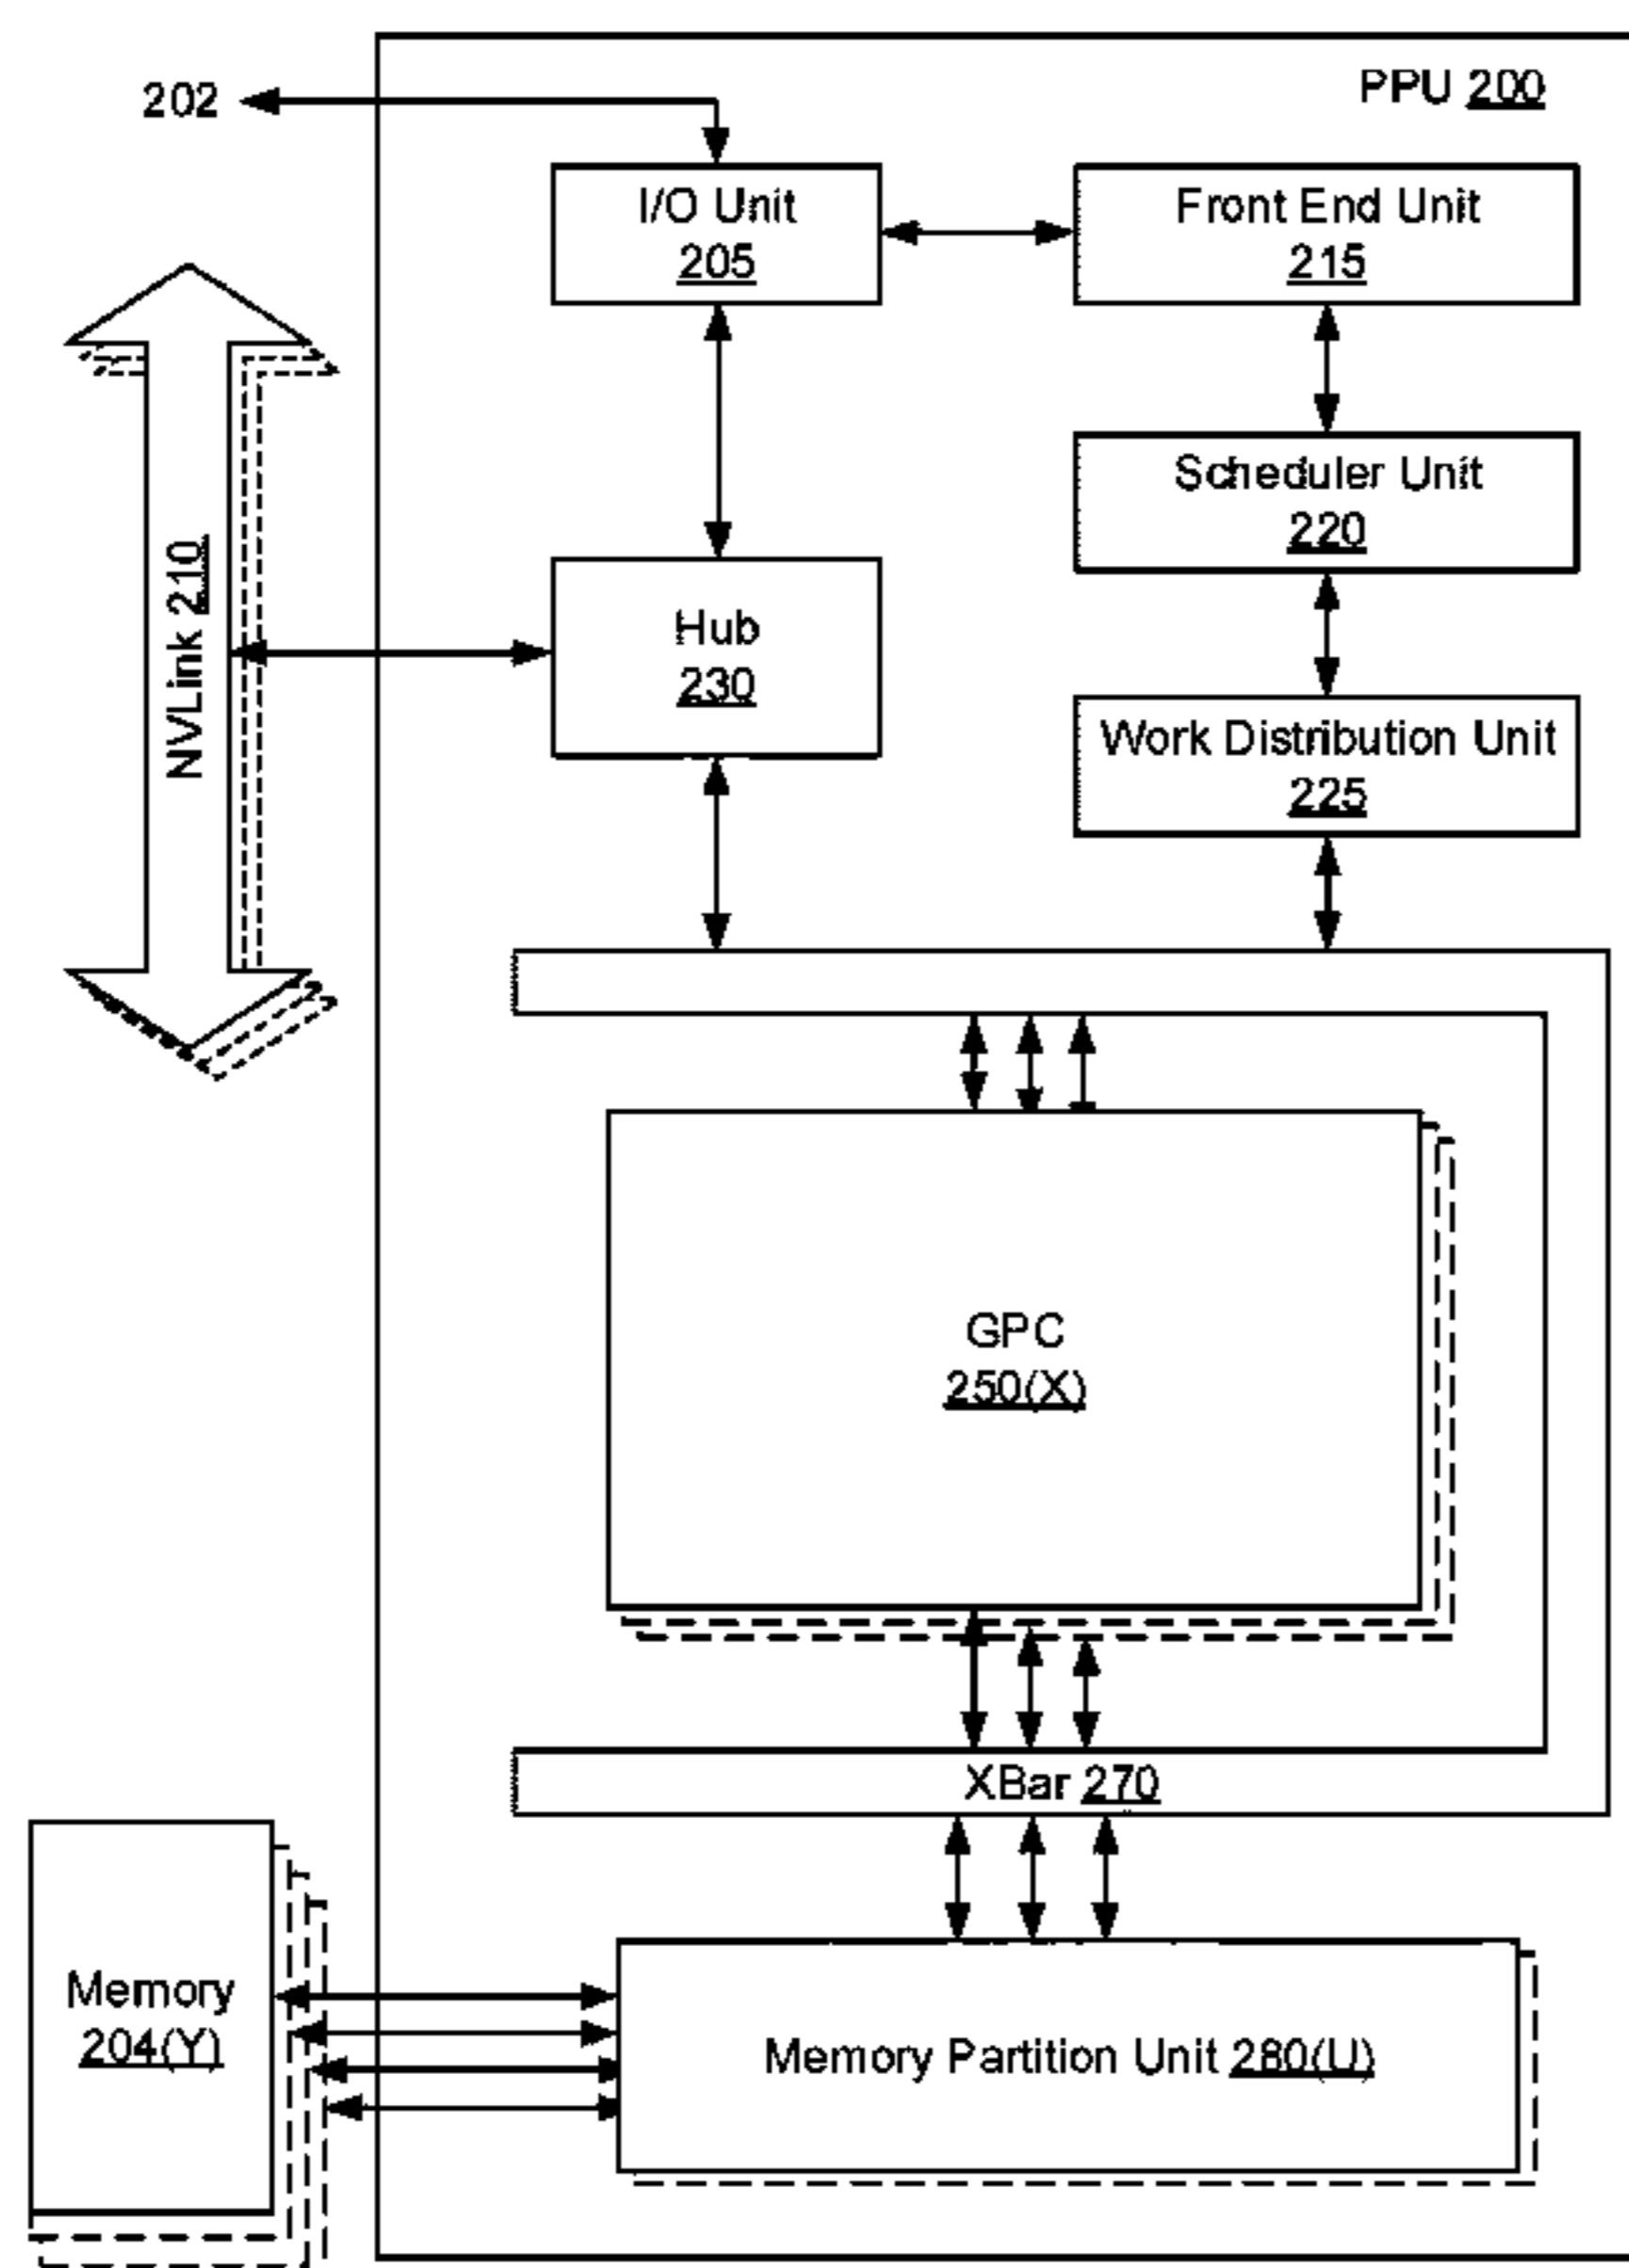 PPU 200
202
I/O Unit
205
Front End Unit
215
Scheduler Unit
220
NVLink 210
Hub
230
Work Distribution Unit
225
GPC
250(X)
XBar 270
Memory
204(Y)
Memory Partition Unit 280(U)